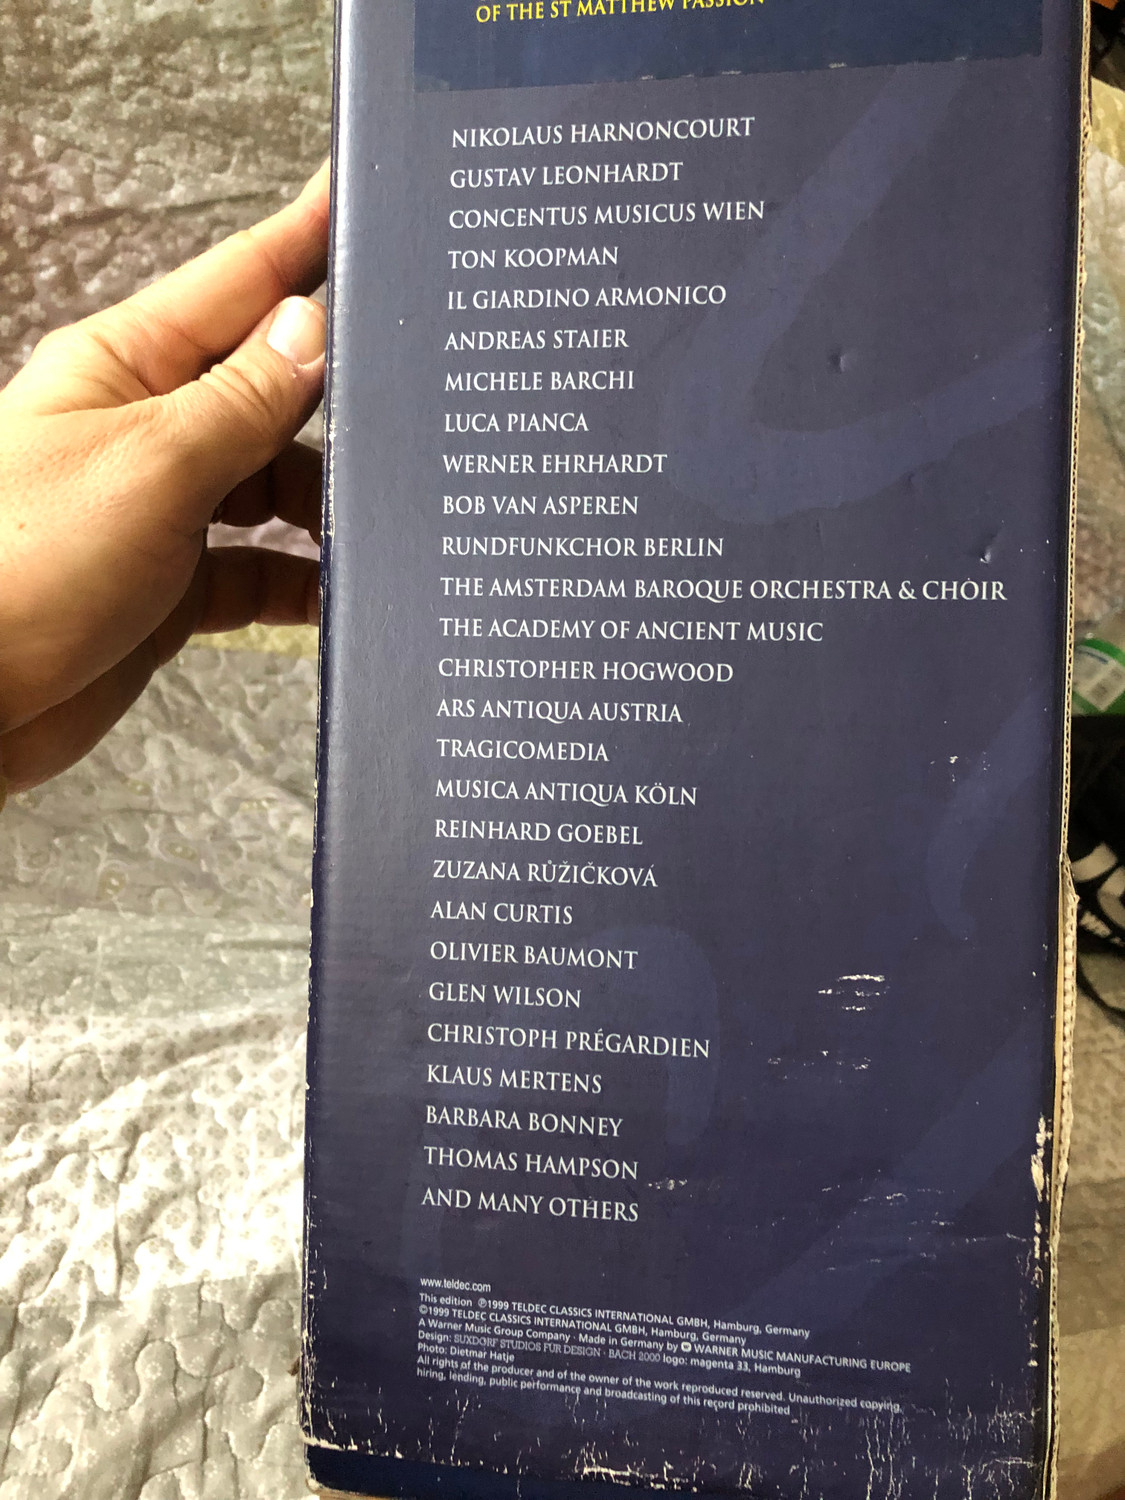 OF THE ST MATTHEW PASSION
NIKOLAUS HARNONCOURT
GUSTAV LEONHARDT
CONCENTUS MUSICUS WIEN
TON KOOPMAN
IL GIARDINO ARMONICO
ANDREAS STAIER
MICHELE BARCHI
LUCA PIANCA
WERNER EHRHARDT
BOB VAN ASPEREN
RUNDFUNKCHOR BERLIN
THE AMSTERDAM BAROQUE ORCHESTRA & CHOIR
THE ACADEMY OF ANCIENT MUSIC
CHRISTOPHER HOGWOOD
ARS ANTIQUA AUSTRIA
TRAGICOMEDIA
MUSICA ANTIQUA KÖLN
REINHARD GOEBEL
ZUZANA RŮŽIČKOVÁ
ALAN CURTIS
OLIVIER BAUMONT
GLEN WILSON
CHRISTOPH PRÉGARDIEN
KLAUS MERTENS
BARBARA BONNEY
THOMAS HAMPSON
AND MANY OTHERS
www.teldec.com
This edition ℗1999 TELDEC CLASSICS INTERNATIONAL GMBH, Hamburg, Germany
©1999 TELDEC CLASSICS INTERNATIONAL GMBH, Hamburg, Germany
A Warner Music Group Company · Made in Germany by WARNER MUSIC MANUFACTURING EUROPE
Design: SUXDORF STUDIOS FÜR DESIGN · BACH 2000 logo: magenta 33, Hamburg
Photo: Dietmar Hatje
All rights of the producer and of the owner of the work reproduced reserved. Unauthorized copying,
hiring, lending, public performance and broadcasting of this record prohibited